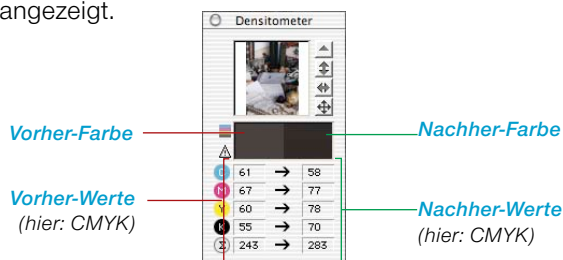 angezeigt.
Densitometer
Vorher-Farbe
Nachher-Farbe
C 61 → 58
M 67 → 77
Y 60 → 78
K 55 → 70
Σ 243 → 283
Vorher-Werte
(hier: CMYK)
Nachher-Werte
(hier: CMYK)